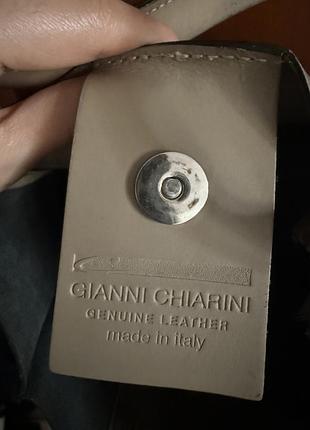 GIANNI CHIARINI
GENUINE LEATHER
made in italy